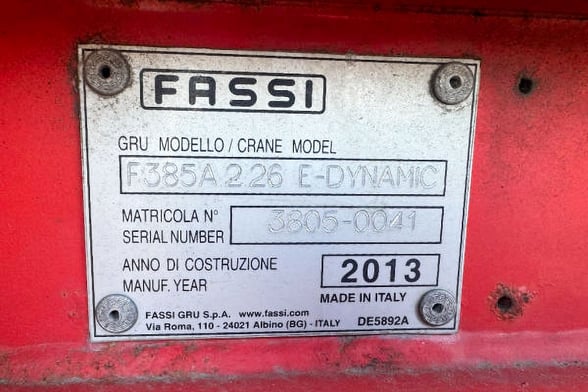 FASSI
GRU MODELLO / CRANE MODEL
F385A.2.26 E-DYNAMIC
MATRICOLA N° 3805-0041
SERIAL NUMBER
ANNO DI COSTRUZIONE 2013
MANUF. YEAR
MADE IN ITALY
FASSI GRU S.p.A. www.fassi.com
Via Roma, 110 - 24021 Albino (BG) - ITALY DE5892A